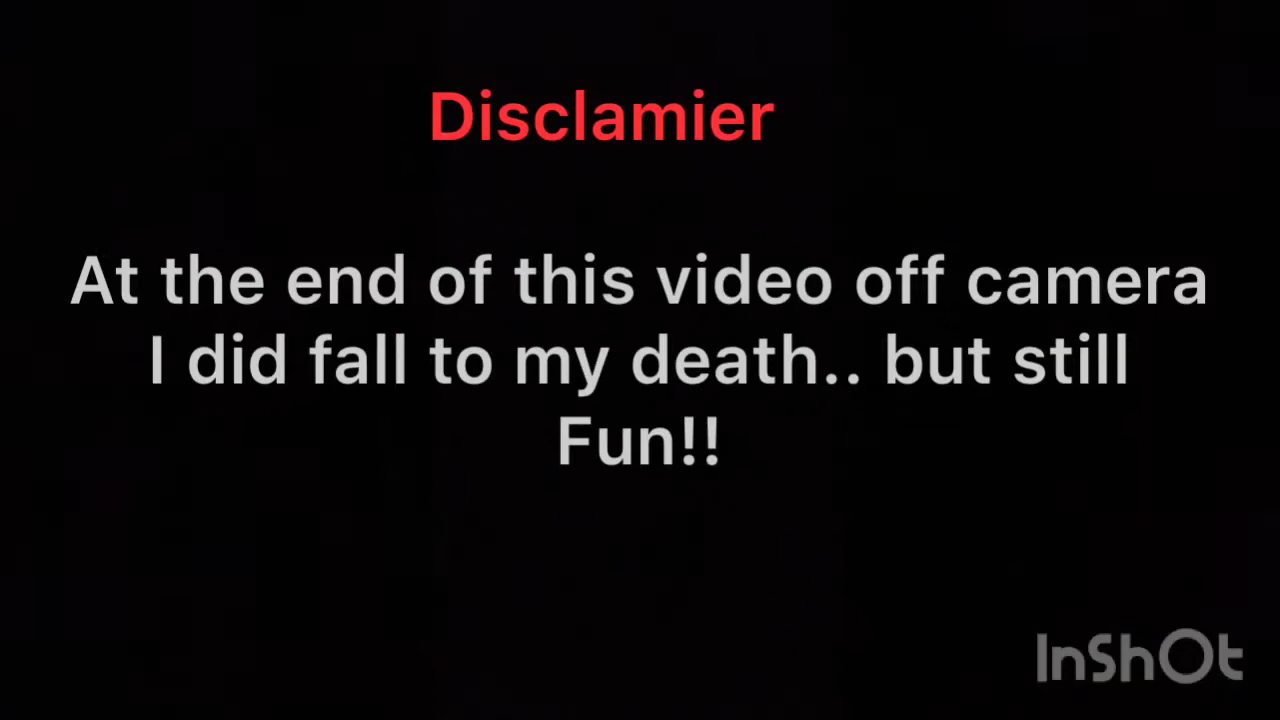 Disclamier
At the end of this video off camera
I did fall to my death.. but still
Fun!!
InShOt